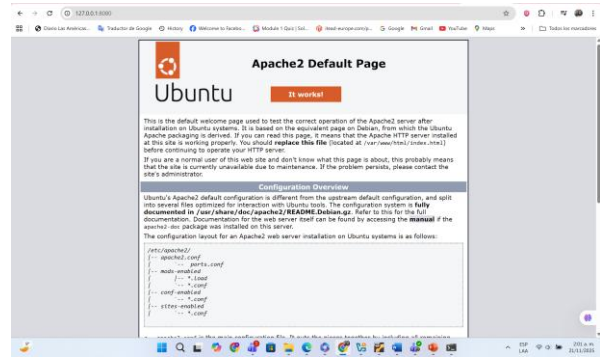 127.0.0.1:8080
Diario Las Américas...
Traductor de Google
History
Welcome to Facebo...
Module 1 Quiz | Sol...
Google
Gmail
YouTube
Maps
»
Todos los marcadores
Ubuntu
Apache2 Default Page
It works!
This is the default welcome page used to test the correct operation of the Apache2 server after
installation on Ubuntu systems. It is based on the equivalent page on Debian, from which the Ubuntu
Apache packaging is derived. If you can read this page, it means that the Apache HTTP server installed
at this site is working properly. You should replace this file (located at /var/www/html/index.html)
before continuing to operate your HTTP server.
If you are a normal user of this web site and don't know what this page is about, this probably means
that the site is currently unavailable due to maintenance. If the problem persists, please contact the
site's administrator.
Configuration Overview
Ubuntu's Apache2 default configuration is different from the upstream default configuration, and split
into several files optimized for interaction with Ubuntu tools. The configuration system is fully
documented in /usr/share/doc/apache2/README.Debian.gz. Refer to this for the full
documentation. Documentation for the web server itself can be found by accessing the manual if the
apache2-doc package was installed on this server.
The configuration layout for an Apache2 web server installation on Ubuntu systems is as follows:
/etc/apache2/
|-- apache2.conf
|       `-- ports.conf
|-- mods-enabled
|       |-- *.load
|       `-- *.conf
|-- conf-enabled
|       `-- *.conf
|-- sites-enabled
|       `-- *.conf
ESP
LAA
2:01 a. m.
21/11/2025